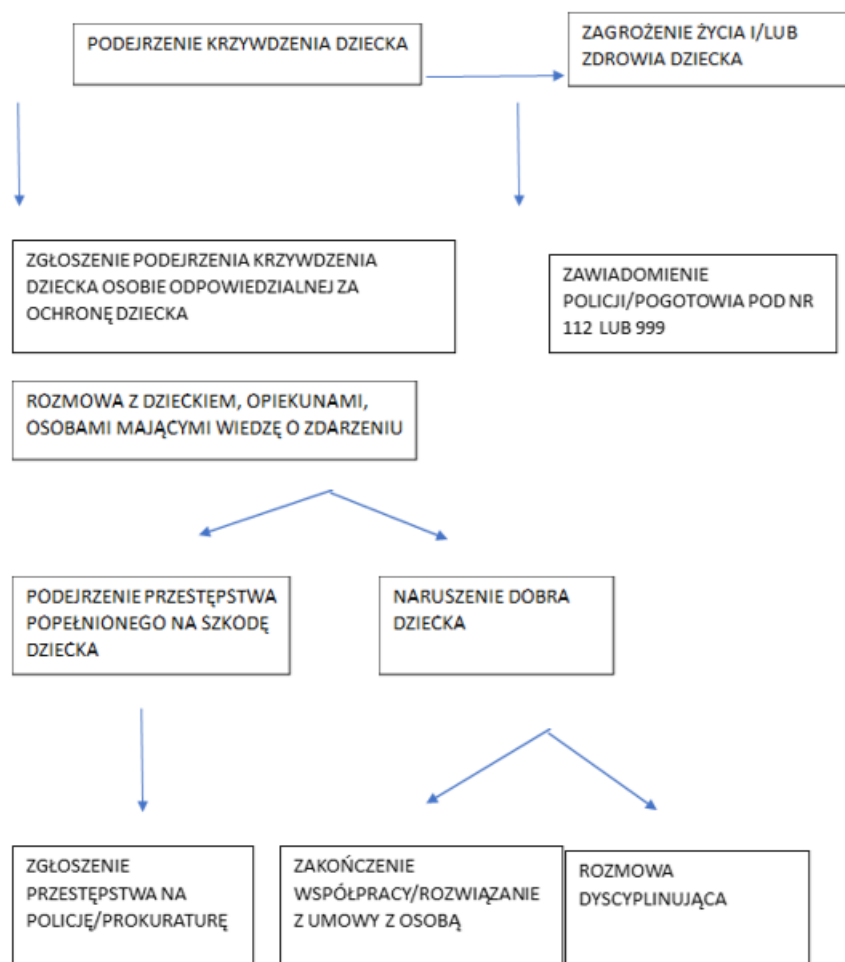 PODEJRZENIE KRZYWDZENIA DZIECKA
ZAGROŻENIE ŻYCIA I/LUB
ZDROWIA DZIECKA
ZGŁOSZENIE PODEJRZENIA KRZYWDZENIA
DZIECKA OSOBIE ODPOWIEDZIALNEJ ZA
OCHRONĘ DZIECKA
ZAWIADOMIENIE
POLICJI/POGOTOWIA POD NR
112 LUB 999
ROZMOWA Z DZIECKIEM, OPIEKUNAMI,
OSOBAMI MAJĄCYMI WIEDZĘ O ZDARZENIU
PODEJRZENIE PRZESTĘPSTWA
POPEŁNIONEGO NA SZKODĘ
DZIECKA
NARUSZENIE DOBRA
DZIECKA
ZGŁOSZENIE
PRZESTĘPSTWA NA
POLICJĘ/PROKURATURĘ
ZAKOŃCZENIE
WSPÓŁPRACY/ROZWIĄZANIE
Z UMOWY Z OSOBĄ
ROZMOWA
DYSCYPLINUJĄCA